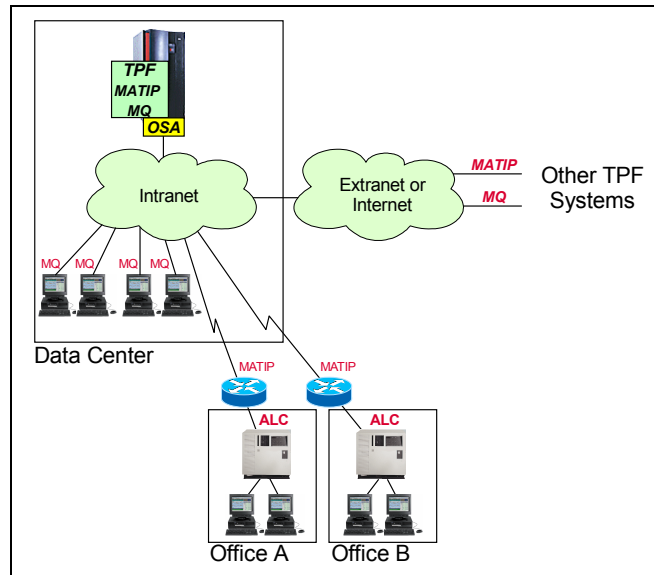 TPF
MATIP
MQ
OSA
Intranet
Extranet or
Internet
MATIP
MQ
Other TPF
Systems
MQ
MQ
MQ
MQ
Data Center
MATIP
MATIP
ALC
ALC
Office A
Office B